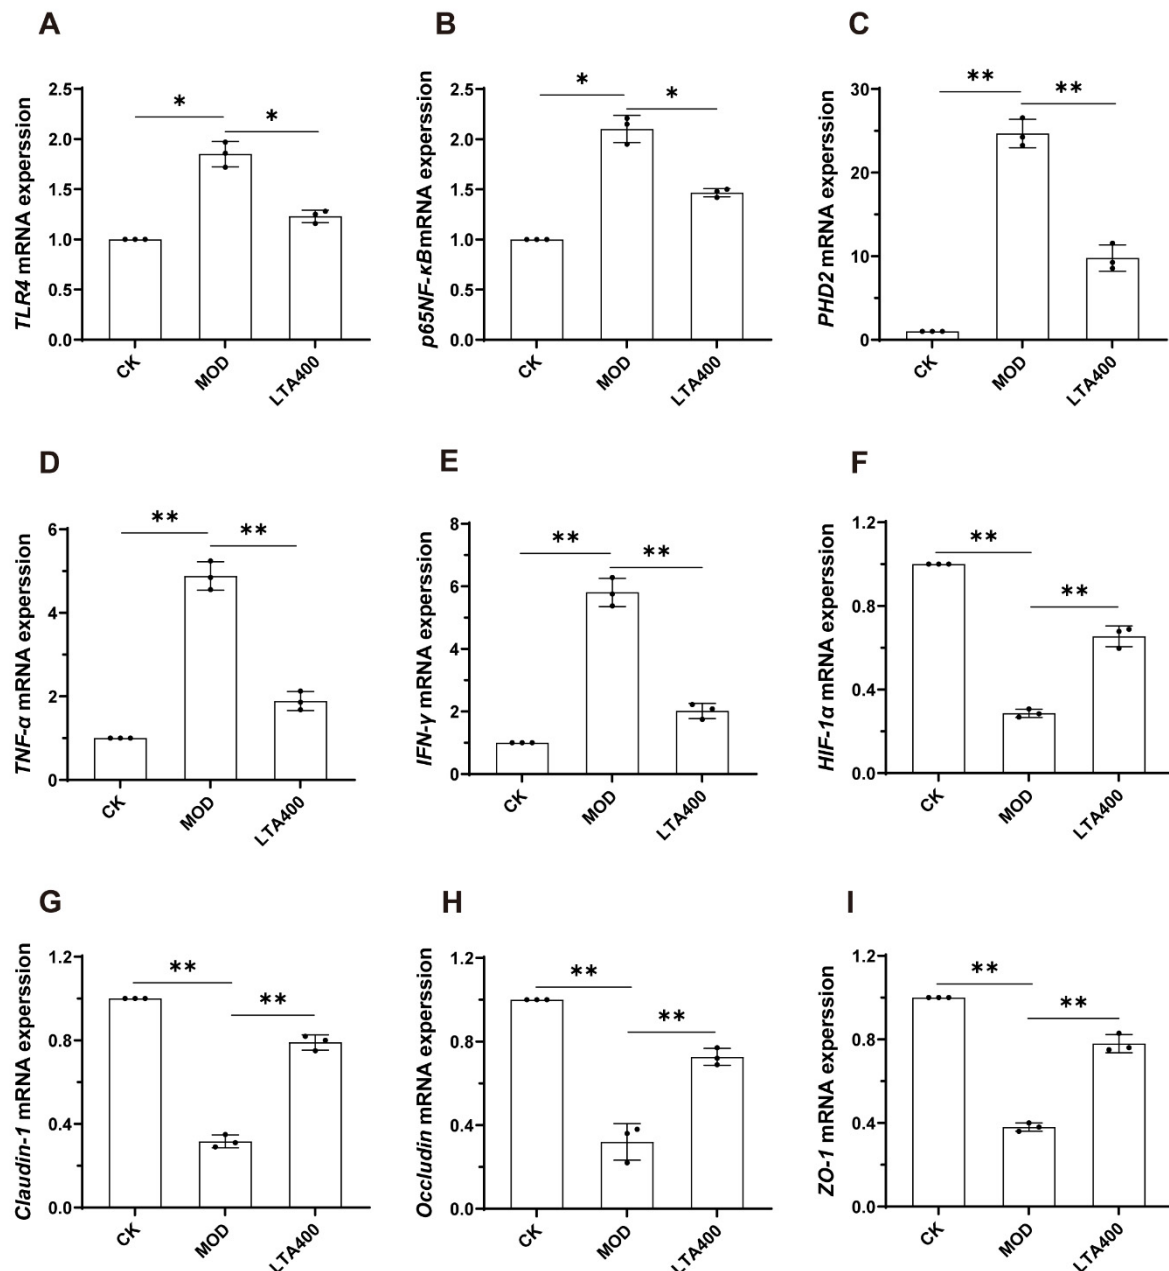 A
TLR4 mRNA experssion
2.5
2.0
1.5
1.0
0.5
0.0
*
*
CK
MOD
LTA400
B
p65NF-κBmRNA experssion
2.5
2.0
1.5
1.0
0.5
0.0
*
*
CK
MOD
LTA400
C
PHD2 mRNA experssion
30
20
10
0
**
**
CK
MOD
LTA400
D
TNF-α mRNA experssion
6
4
2
0
**
**
CK
MOD
LTA400
E
IFN-γ mRNA experssion
8
6
4
2
0
**
**
CK
MOD
LTA400
F
HIF-1α mRNA experssion
1.2
0.8
0.4
0.0
**
**
CK
MOD
LTA400
G
Claudin-1 mRNA experssion
1.2
0.8
0.4
0.0
**
**
CK
MOD
LTA400
H
Occludin mRNA experssion
1.2
0.8
0.4
0.0
**
**
CK
MOD
LTA400
I
ZO-1 mRNA experssion
1.2
0.8
0.4
0.0
**
**
CK
MOD
LTA400